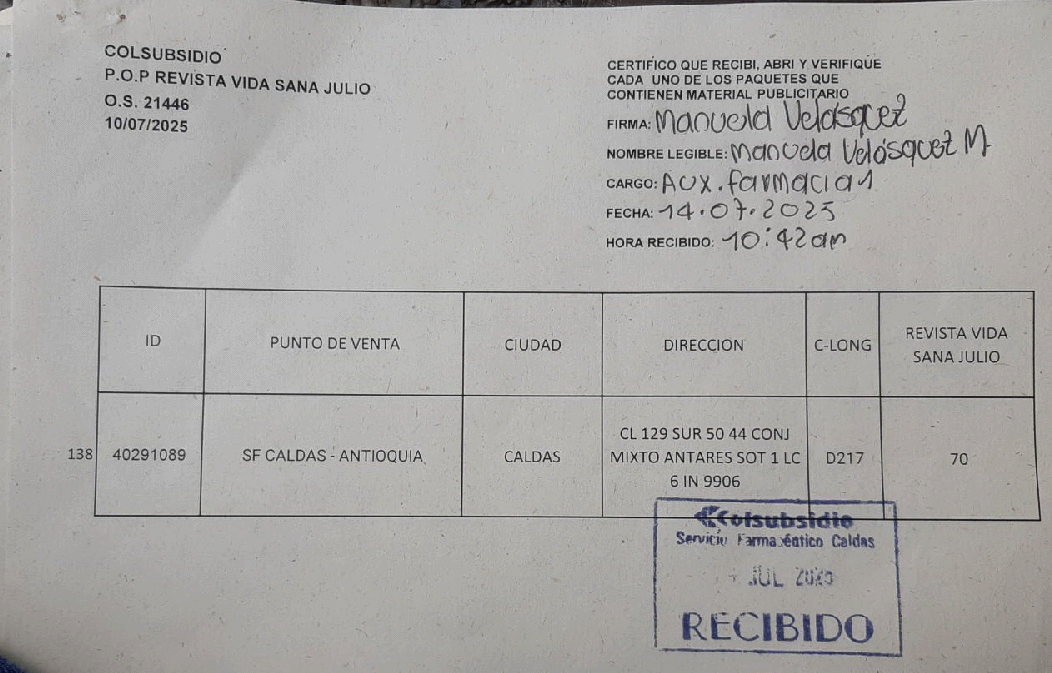 COLSUBSIDIO
P.O.P REVISTA VIDA SANA JULIO
O.S. 21446
10/07/2025
CERTIFICO QUE RECIBI, ABRI Y VERIFIQUE
CADA UNO DE LOS PAQUETES QUE
CONTIENEN MATERIAL PUBLICITARIO
FIRMA: Manuela Velásquez
NOMBRE LEGIBLE: Manuela Velásquez M
CARGO: Aux. farmacia 1
FECHA: 14.07.2025
HORA RECIBIDO: 10:42am
ID PUNTO DE VENTA CIUDAD DIRECCION C-LONG REVISTA VIDA
SANA JULIO
138 40291089 SF CALDAS - ANTIOQUIA CALDAS CL 129 SUR 50 44 CONJ
MIXTO ANTARES SOT 1 LC
6 IN 9906
D217 70
Colsubsidio
Servicio Farmacéutico Caldas
JUL 2025
RECIBIDO